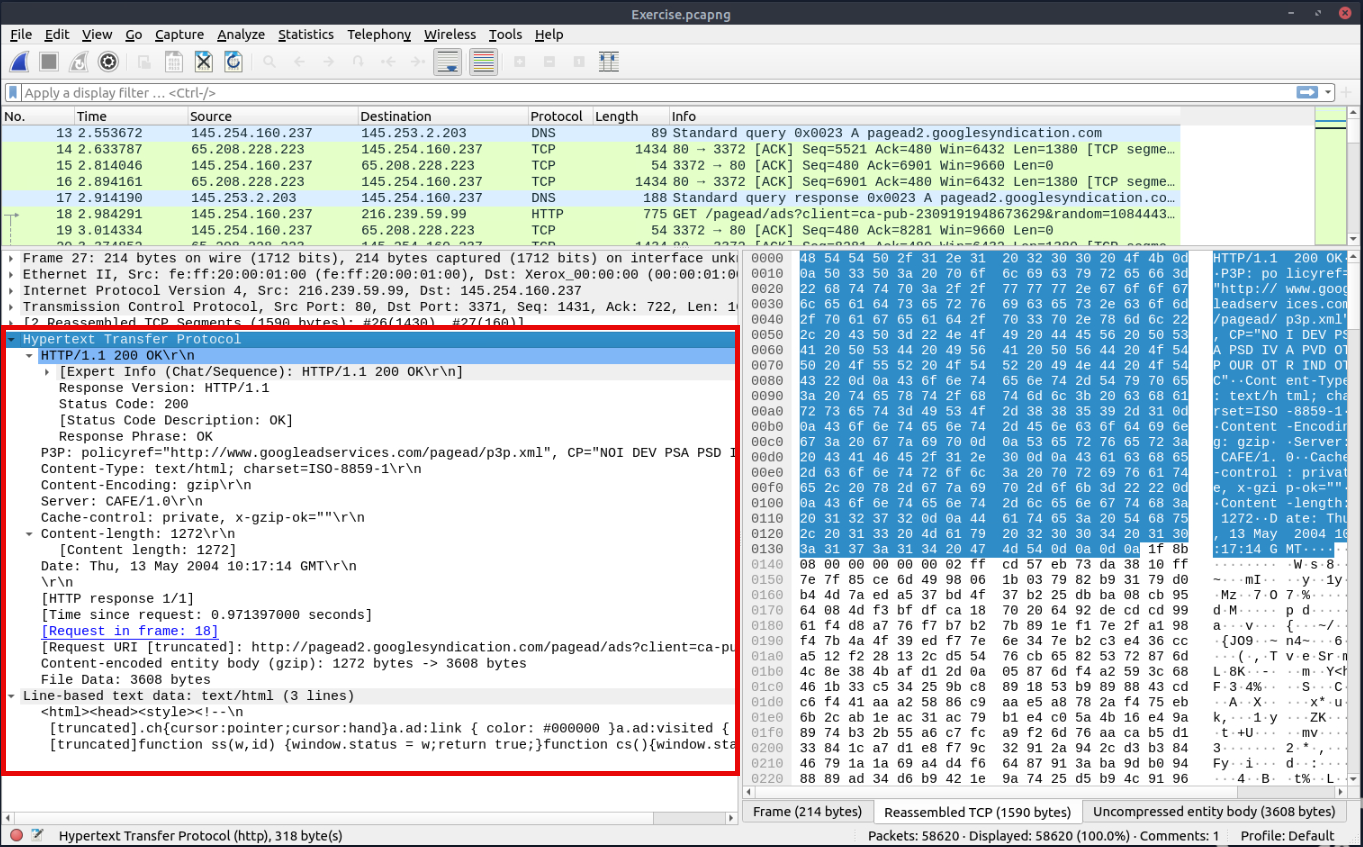 Exercise.pcapng
File Edit View Go Capture Analyze Statistics Telephony Wireless Tools Help
Apply a display filter … <Ctrl-/>
No. Time Source Destination Protocol Length Info
13 2.553672 145.254.160.237 145.253.2.203 DNS 89 Standard query 0x0023 A pagead2.googlesyndication.com
14 2.633787 65.208.228.223 145.254.160.237 TCP 1434 80 → 3372 [ACK] Seq=5521 Ack=480 Win=6432 Len=1380 [TCP segme…
15 2.814046 145.254.160.237 65.208.228.223 TCP 54 3372 → 80 [ACK] Seq=480 Ack=6901 Win=9660 Len=0
16 2.894161 65.208.228.223 145.254.160.237 TCP 1434 80 → 3372 [ACK] Seq=6901 Ack=480 Win=6432 Len=1380 [TCP segme…
17 2.914190 145.253.2.203 145.254.160.237 DNS 188 Standard query response 0x0023 A pagead2.googlesyndication.co…
18 2.984291 145.254.160.237 216.239.59.99 HTTP 775 GET /pagead/ads?client=ca-pub-2309191948673629&random=1084443…
19 3.014334 145.254.160.237 65.208.228.223 TCP 54 3372 → 80 [ACK] Seq=480 Ack=8281 Win=9660 Len=0
20 3.374852 65.208.228.223 145.254.160.237 TCP 1434 80 → 3372 [ACK] Seq=8281 Ack=480 Win=6432 Len=1380 [TCP segme…
Frame 27: 214 bytes on wire (1712 bits), 214 bytes captured (1712 bits) on interface unkn
Ethernet II, Src: fe:ff:20:00:01:00 (fe:ff:20:00:01:00), Dst: Xerox_00:00:00 (00:00:01:00
Internet Protocol Version 4, Src: 216.239.59.99, Dst: 145.254.160.237
Transmission Control Protocol, Src Port: 80, Dst Port: 3371, Seq: 1431, Ack: 722, Len: 16
[2 Reassembled TCP Segments (1590 bytes): #26(1430), #27(160)]
Hypertext Transfer Protocol
HTTP/1.1 200 OK\r\n
[Expert Info (Chat/Sequence): HTTP/1.1 200 OK\r\n]
Response Version: HTTP/1.1
Status Code: 200
[Status Code Description: OK]
Response Phrase: OK
P3P: policyref="http://www.googleadservices.com/pagead/p3p.xml", CP="NOI DEV PSA PSD I
Content-Type: text/html; charset=ISO-8859-1\r\n
Content-Encoding: gzip\r\n
Server: CAFE/1.0\r\n
Cache-control: private, x-gzip-ok=""\r\n
Content-length: 1272\r\n
[Content length: 1272]
Date: Thu, 13 May 2004 10:17:14 GMT\r\n
\r\n
[HTTP response 1/1]
[Time since request: 0.971397000 seconds]
[Request in frame: 18]
[Request URI [truncated]: http://pagead2.googlesyndication.com/pagead/ads?client=ca-pu
Content-encoded entity body (gzip): 1272 bytes -> 3608 bytes
File Data: 3608 bytes
Line-based text data: text/html (3 lines)
<html><head><style><!--\n
[truncated].ch{cursor:pointer;cursor:hand}a.ad:link { color: #000000 }a.ad:visited {
[truncated]function ss(w,id) {window.status = w;return true;}function cs(){window.sta
0000 48 54 54 50 2f 31 2e 31 20 32 30 30 20 4f 4b 0d HTTP/1.1 200 OK·
0010 0a 50 33 50 3a 20 70 6f 6c 69 63 79 72 65 66 3d ·P3P: po licyref=
0020 22 68 74 74 70 3a 2f 2f 77 77 77 2e 67 6f 6f 67 "http:// www.goog
0030 6c 65 61 64 73 65 72 76 69 63 65 73 2e 63 6f 6d leadserv ices.com
0040 2f 70 61 67 65 61 64 2f 70 33 70 2e 78 6d 6c 22 /pagead/ p3p.xml"
0050 2c 20 43 50 3d 22 4e 4f 49 20 44 45 56 20 50 53 , CP="NO I DEV PS
0060 41 20 50 53 44 20 49 56 41 20 50 56 44 20 4f 54 A PSD IV A PVD OT
0070 50 20 4f 55 52 20 4f 54 52 20 49 4e 44 20 4f 54 P OUR OT R IND OT
0080 43 22 0d 0a 43 6f 6e 74 65 6e 74 2d 54 79 70 65 C"··Cont ent-Type
0090 3a 20 74 65 78 74 2f 68 74 6d 6c 3b 20 63 68 61 : text/h tml; cha
00a0 72 73 65 74 3d 49 53 4f 2d 38 38 35 39 2d 31 0d rset=ISO -8859-1·
00b0 0a 43 6f 6e 74 65 6e 74 2d 45 6e 63 6f 64 69 6e ·Content -Encodin
00c0 67 3a 20 67 7a 69 70 0d 0a 53 65 72 76 65 72 3a g: gzip· ·Server:
00d0 20 43 41 46 45 2f 31 2e 30 0d 0a 43 61 63 68 65 CAFE/1. 0··Cache
00e0 2d 63 6f 6e 74 72 6f 6c 3a 20 70 72 69 76 61 74 -control : privat
00f0 65 2c 20 78 2d 67 7a 69 70 2d 6f 6b 3d 22 22 0d e, x-gzi p-ok=""·
0100 0a 43 6f 6e 74 65 6e 74 2d 6c 65 6e 67 74 68 3a ·Content -length:
0110 20 31 32 37 32 0d 0a 44 61 74 65 3a 20 54 68 75 1272··D ate: Thu
0120 2c 20 31 33 20 4d 61 79 20 32 30 30 34 20 31 30 , 13 May 2004 10
0130 3a 31 37 3a 31 34 20 47 4d 54 0d 0a 0d 0a 1f 8b :17:14 G MT····
0140 08 00 00 00 00 00 02 ff cd 57 eb 73 da 38 10 ff
0150 7e 7f 85 ce 6d 49 98 06 1b 03 79 82 b9 31 79 d0
0160 b4 4d 7a ed a5 37 bd 4f 37 b2 25 db ba 08 cb 95
0170 64 08 4d f3 bf df ca 18 70 20 64 92 de cd cd 99
0180 61 f4 d8 a7 76 f7 b7 b2 7b 89 1e f1 7e 2f a1 98
0190 f4 7b 4a 4f 39 ed f7 7e 6e 34 7e b2 c3 e4 36 cc
01a0 a5 12 f2 28 13 2c d5 54 76 cb 65 82 53 72 87 6d
01b0 4c 8e 38 4b af d1 2d 0a 05 87 6d f4 a2 59 3c 68
01c0 46 1b 33 c5 34 25 9b c8 89 18 53 b9 89 88 43 cd
01d0 c6 f4 41 aa a2 58 86 c9 aa e5 a8 78 2a f4 75 eb
01e0 6b 2c ab 1e ac 31 ac 79 b1 e4 c0 5a 4b 16 e4 9a
01f0 89 74 b3 2b 55 a6 c7 fc a9 f2 6d 76 aa ca b5 d1
0200 33 84 1c a7 d1 e8 f7 9c 32 91 2a 94 2c d3 b3 84
0210 46 79 1a 1a 69 a4 d4 f6 64 87 91 3a ba 9d b0 94
0220 88 89 ad 34 d6 b9 42 1e 9a 74 25 d5 b9 4c 91 96
Frame (214 bytes) Reassembled TCP (1590 bytes) Uncompressed entity body (3608 bytes)
Hypertext Transfer Protocol (http), 318 byte(s)
Packets: 58620 · Displayed: 58620 (100.0%) · Comments: 1
Profile: Default